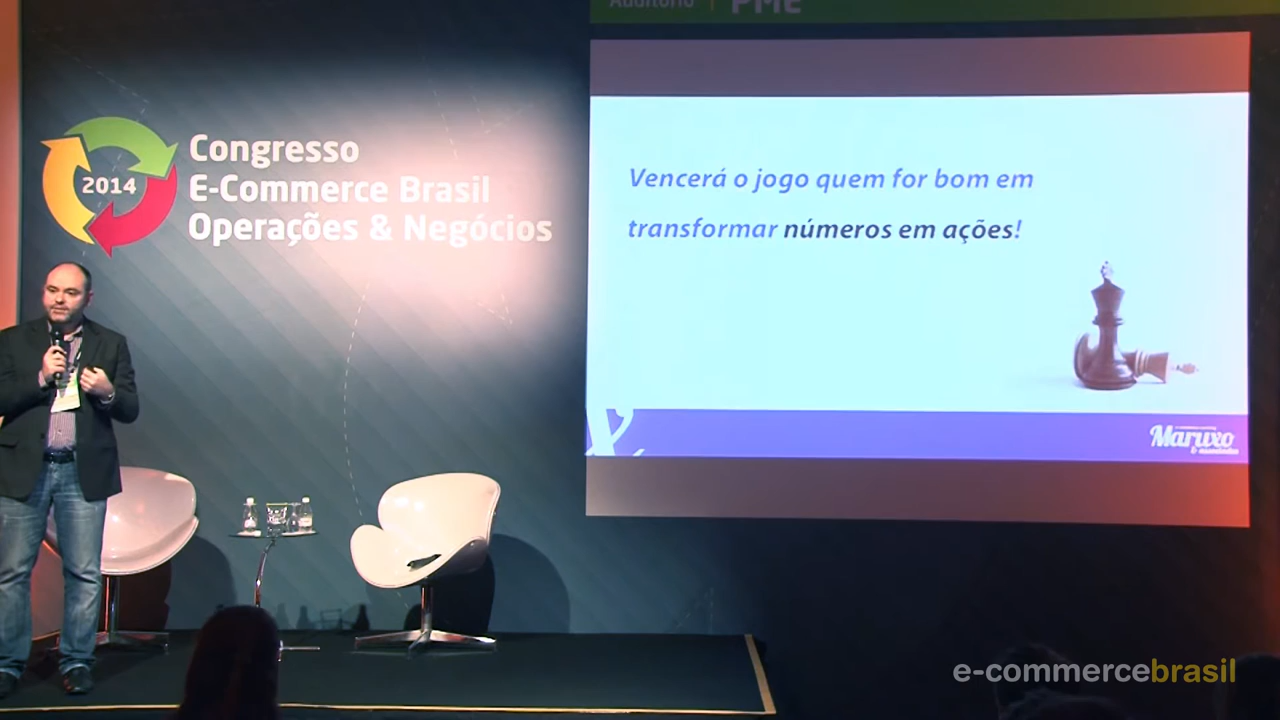 Auditório | PME
2014
Congresso
E-Commerce Brasil
Operações & Negócios
Vencerá o jogo quem for bom em
transformar números em ações!
Maruxo
e-commercebrasil